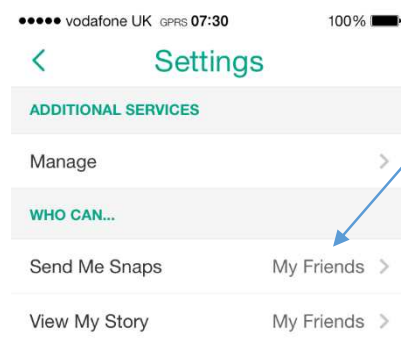 vodafone UK GPRS 07:30 100%
Settings
ADDITIONAL SERVICES
Manage
WHO CAN...
Send Me Snaps My Friends
View My Story My Friends